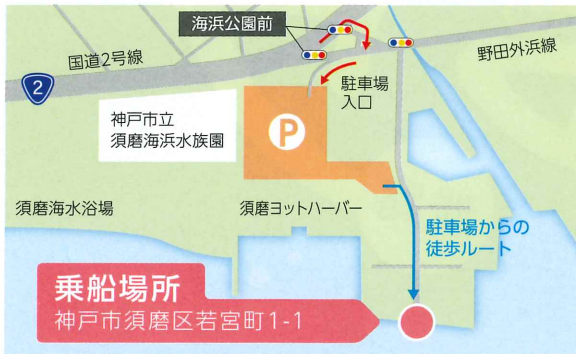 海浜公園前
国道2号線
2
野田外浜線
駐車場
入口
神戸市立
須磨海浜水族園
P
須磨海水浴場
須磨ヨットハーバー
駐車場からの
徒歩ルート
乗船場所
神戸市須磨区若宮町1-1